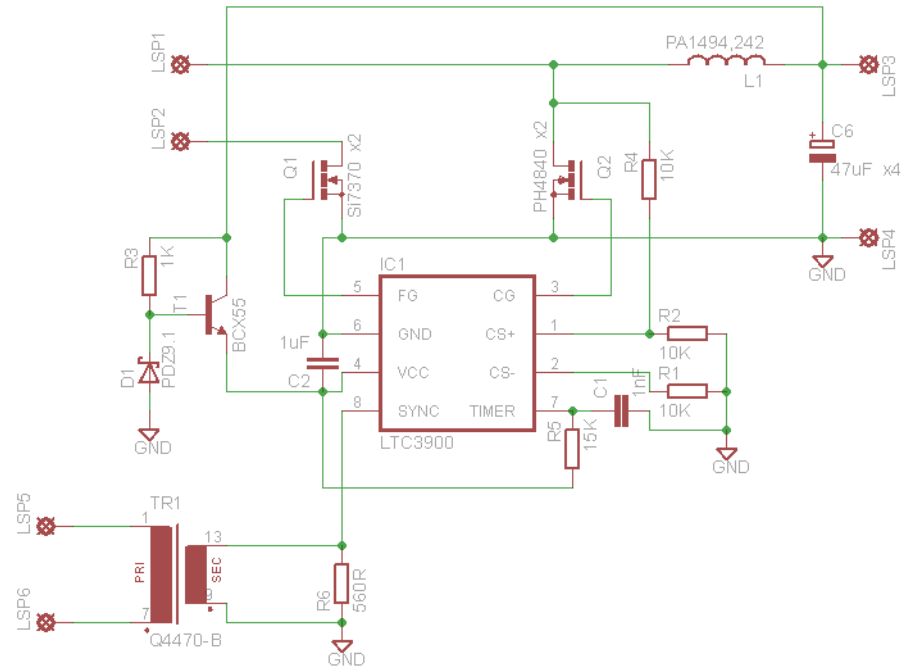 LSP1
PA1494,242
L1
LSP3
LSP2
Q1
Si7370 x2
PH4840 x2
Q2
R4
10K
C6
+
47uF x4
LSP4
GND
R3
1K
T1
BCX55
D1
PDZ9.1
GND
1uF
C2
IC1
5 FG CG 3
6 GND CS+ 1
4 VCC CS- 2
8 SYNC TIMER 7
LTC3900
R2
10K
R1
10K
C1
1nF
R5
15K
GND
LSP5
LSP6
TR1
1
13
PRI
SEC
7
9
Q4470-B
R6
560R
GND